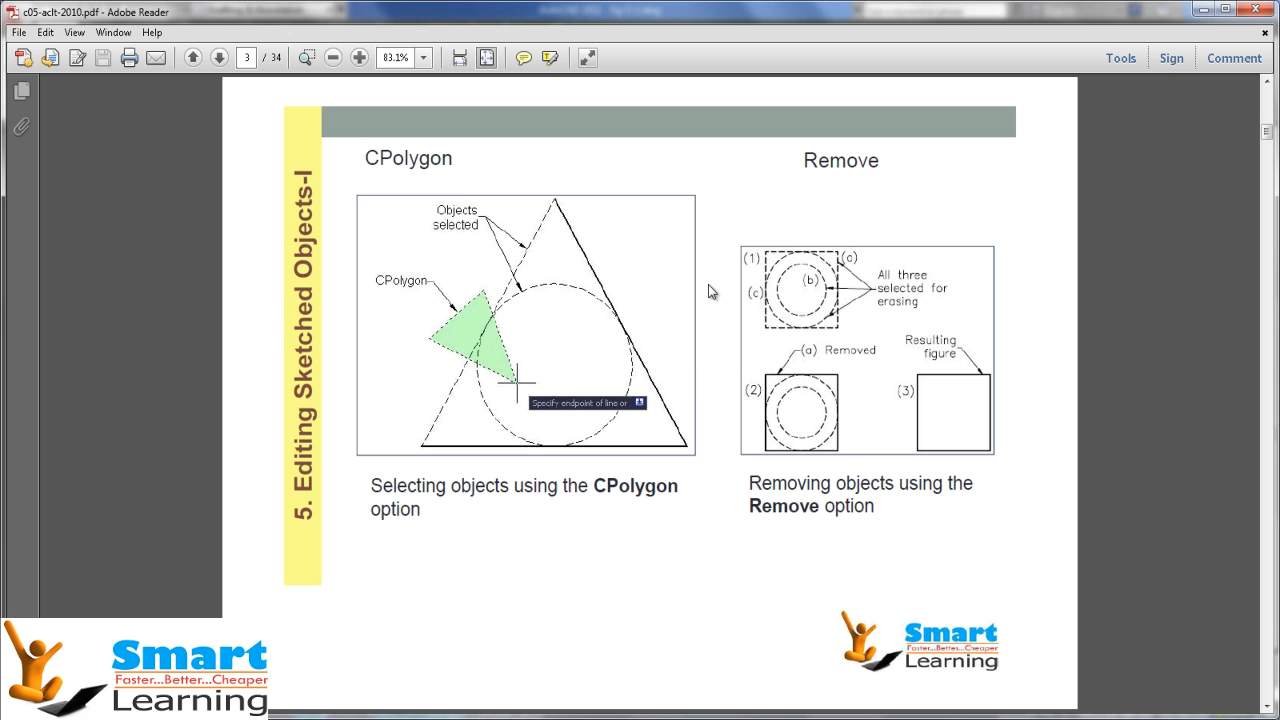 c05-aclt-2010.pdf - Adobe Reader
File Edit View Window Help
3 / 34 83.1% Tools Sign Comment
5. Editing Sketched Objects-I
CPolygon
Objects
selected
CPolygon
Specify endpoint of line or
Selecting objects using the CPolygon
option
Remove
(1) (a)
(b)
(c)
All three
selected for
erasing
(a) Removed
Resulting
figure
(2) (3)
Removing objects using the
Remove option
Smart
Faster...Better...Cheaper
Learning
Smart
Faster...Better...Cheaper
Learning